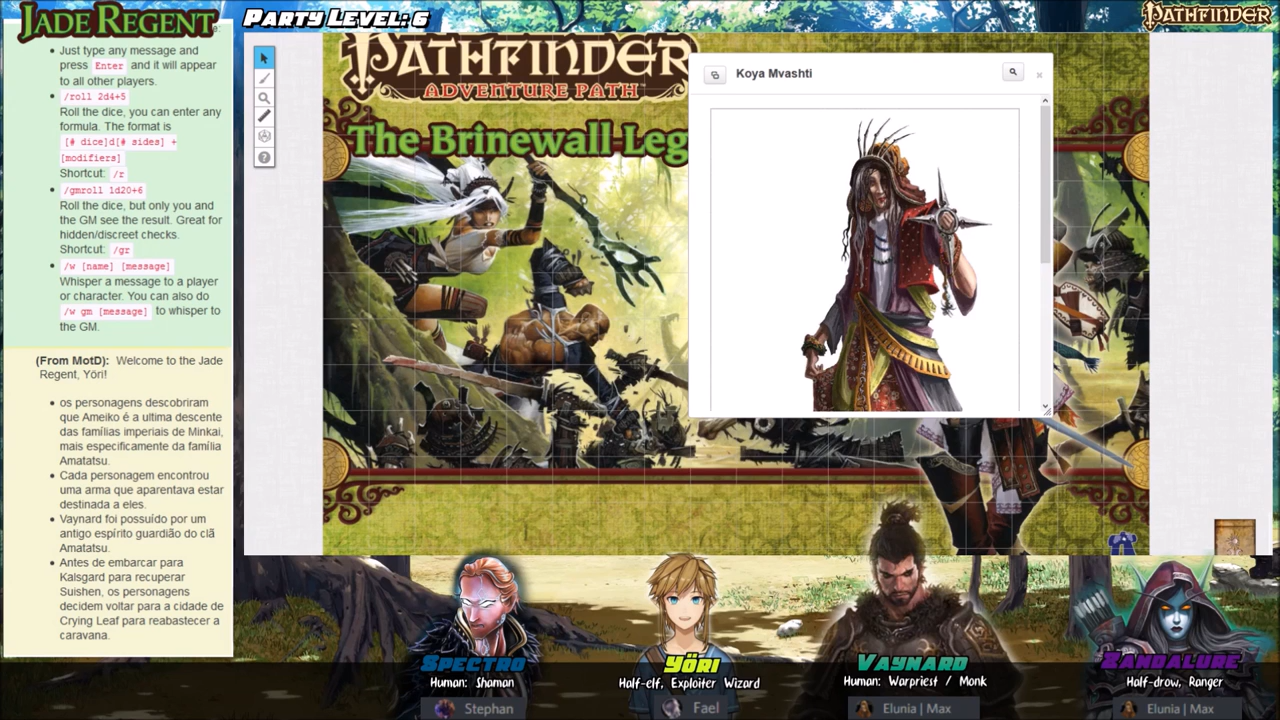 JADE REGENT
PARTY LEVEL: 6
PATHFINDER
Just type any message and
press Enter and it will appear
to all other players.
/roll 2d4+5
Roll the dice, you can enter any
formula. The format is
[# dice]d[# sides] +
[modifiers]
Shortcut: /r
/gmroll 1d20+6
Roll the dice, but only you and
the GM see the result. Great for
hidden/discreet checks.
Shortcut: /gr
/w [name] [message]
Whisper a message to a player
or character. You can also do
/w gm [message] to whisper to
the GM.
(From MotD): Welcome to the Jade
Regent, Yöri!
os personagens descobriram
que Ameiko é a ultima descente
das famílias imperiais de Minkai,
mais especificamente da família
Amatatsu.
Cada personagem encontrou
uma arma que aparentava estar
destinada a eles.
Vaynard foi possuído por um
antigo espírito guardião do clã
Amatatsu.
Antes de embarcar para
Kalsgard para recuperar
Suishen, os personagens
decidem voltar para a cidade de
Crying Leaf para reabastecer a
caravana.
PATHFINDER
ADVENTURE PATH
The Brinewall Leg
Koya Mvashti
SPECTRO
Human: Shaman
Stephan
YÖRI
Half-elf, Exploiter Wizard
Fael
VAYNARD
Human: Warpriest / Monk
Elunia | Max
ZANDALURE
Half-drow, Ranger
Elunia | Max